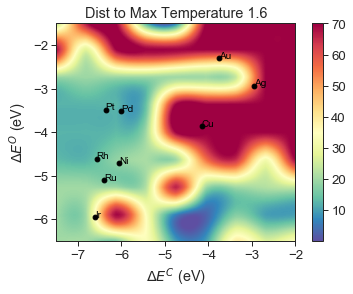 Dist to Max Temperature 1.6
ΔE^O (eV)
−2
−3
−4
−5
−6
Au
Ag
Pt
Pd
Cu
Rh
Ni
Ru
Ir
−7
−6
−5
−4
−3
−2
ΔE^C (eV)
70
60
50
40
30
20
10